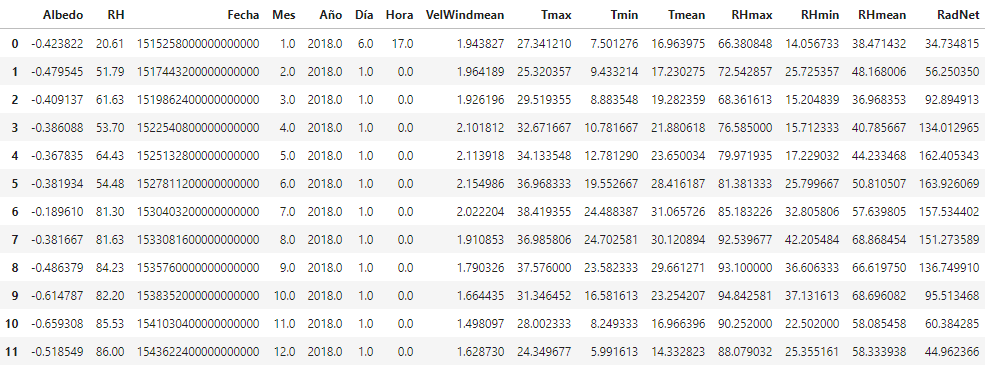 Albedo RH Fecha Mes Año Día Hora VelWindmean Tmax Tmin Tmean RHmax RHmin RHmean RadNet
0 -0.423822 20.61 1515258000000000000 1.0 2018.0 6.0 17.0 1.943827 27.341210 7.501276 16.963975 66.380848 14.056733 38.471432 34.734815
1 -0.479545 51.79 1517443200000000000 2.0 2018.0 1.0 0.0 1.964189 25.320357 9.433214 17.230275 72.542857 25.725357 48.168006 56.250350
2 -0.409137 61.63 1519862400000000000 3.0 2018.0 1.0 0.0 1.926196 29.519355 8.883548 19.282359 68.361613 15.204839 36.968353 92.894913
3 -0.386088 53.70 1522540800000000000 4.0 2018.0 1.0 0.0 2.101812 32.671667 10.781667 21.880618 76.585000 15.712333 40.785667 134.012965
4 -0.367835 64.43 1525132800000000000 5.0 2018.0 1.0 0.0 2.113918 34.133548 12.781290 23.650034 79.971935 17.229032 44.233468 162.405343
5 -0.381934 54.48 1527811200000000000 6.0 2018.0 1.0 0.0 2.154986 36.968333 19.552667 28.416187 81.381333 25.799667 50.810507 163.926069
6 -0.189610 81.30 1530403200000000000 7.0 2018.0 1.0 0.0 2.022204 38.419355 24.488387 31.065726 85.183226 32.805806 57.639805 157.534402
7 -0.381667 81.63 1533081600000000000 8.0 2018.0 1.0 0.0 1.910853 36.985806 24.702581 30.120894 92.539677 42.205484 68.868454 151.273589
8 -0.486379 84.23 1535760000000000000 9.0 2018.0 1.0 0.0 1.790326 37.576000 23.582333 29.661271 93.100000 36.606333 66.619750 136.749910
9 -0.614787 82.20 1538352000000000000 10.0 2018.0 1.0 0.0 1.664435 31.346452 16.581613 23.254207 94.842581 37.131613 68.696082 95.513468
10 -0.659308 85.53 1541030400000000000 11.0 2018.0 1.0 0.0 1.498097 28.002333 8.249333 16.966396 90.252000 22.502000 58.085458 60.384285
11 -0.518549 86.00 1543622400000000000 12.0 2018.0 1.0 0.0 1.628730 24.349677 5.991613 14.332823 88.079032 25.355161 58.333938 44.962366